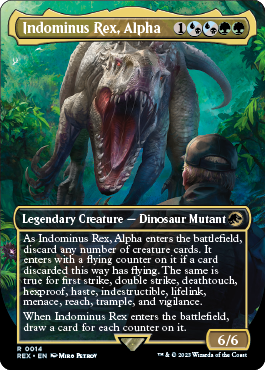 Indominus Rex, Alpha 1
Legendary Creature — Dinosaur Mutant
As Indominus Rex, Alpha enters the battlefield,
discard any number of creature cards. It
enters with a flying counter on it if a card
discarded this way has flying. The same is
true for first strike, double strike, deathtouch,
hexproof, haste, indestructible, lifelink,
menace, reach, trample, and vigilance.
When Indominus Rex enters the battlefield,
draw a card for each counter on it.
6/6
R 0014
REX • EN Miro Petrov
™ & © 2023 Wizards of the Coast